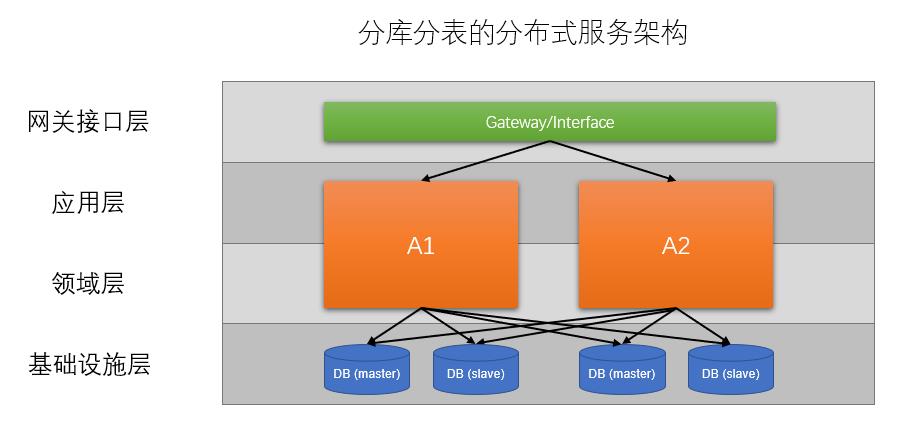 分库分表的分布式服务架构
网关接口层
Gateway/Interface
应用层
A1
A2
领域层
基础设施层
DB (master)
DB (slave)
DB (master)
DB (slave)